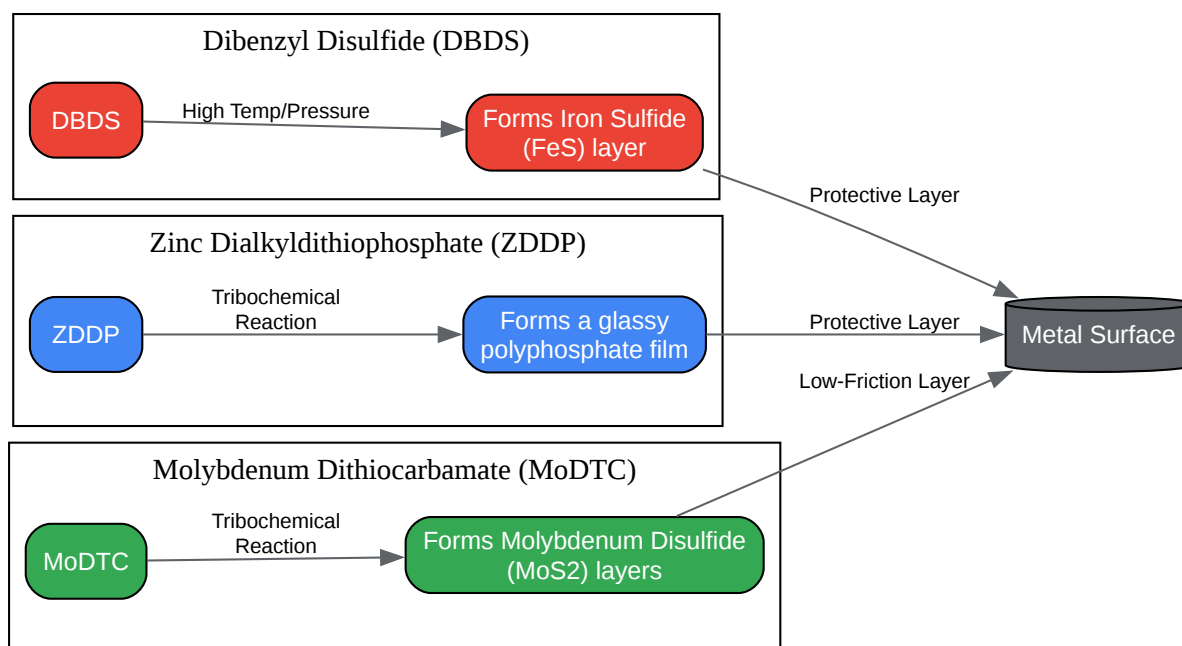 Dibenzyl Disulfide (DBDS)
DBDS
High Temp/Pressure
Forms Iron Sulfide
(FeS) layer
Protective Layer
Zinc Dialkyldithiophosphate (ZDDP)
ZDDP
Tribochemical
Reaction
Forms a glassy
polyphosphate film
Protective Layer
Metal Surface
Low-Friction Layer
Molybdenum Dithiocarbamate (MoDTC)
MoDTC
Tribochemical
Reaction
Forms Molybdenum Disulfide
(MoS2) layers